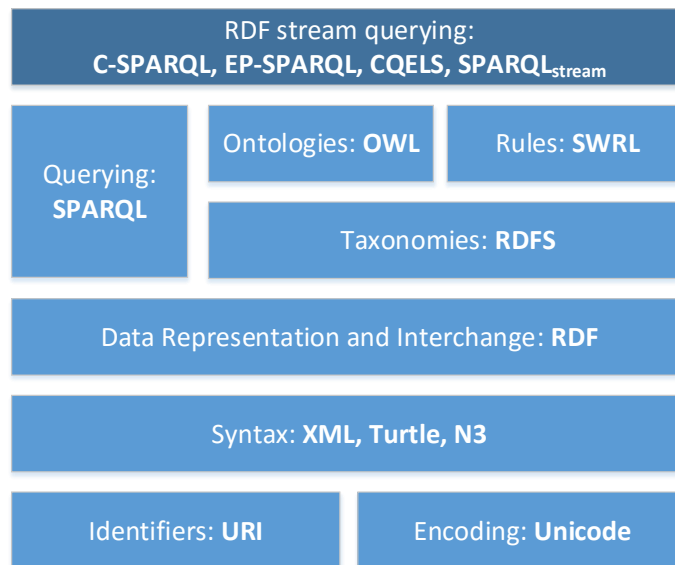 RDF stream querying:
C-SPARQL, EP-SPARQL, CQELS, SPARQLstream
Querying:
SPARQL
Ontologies: OWL
Rules: SWRL
Taxonomies: RDFS
Data Representation and Interchange: RDF
Syntax: XML, Turtle, N3
Identifiers: URI
Encoding: Unicode